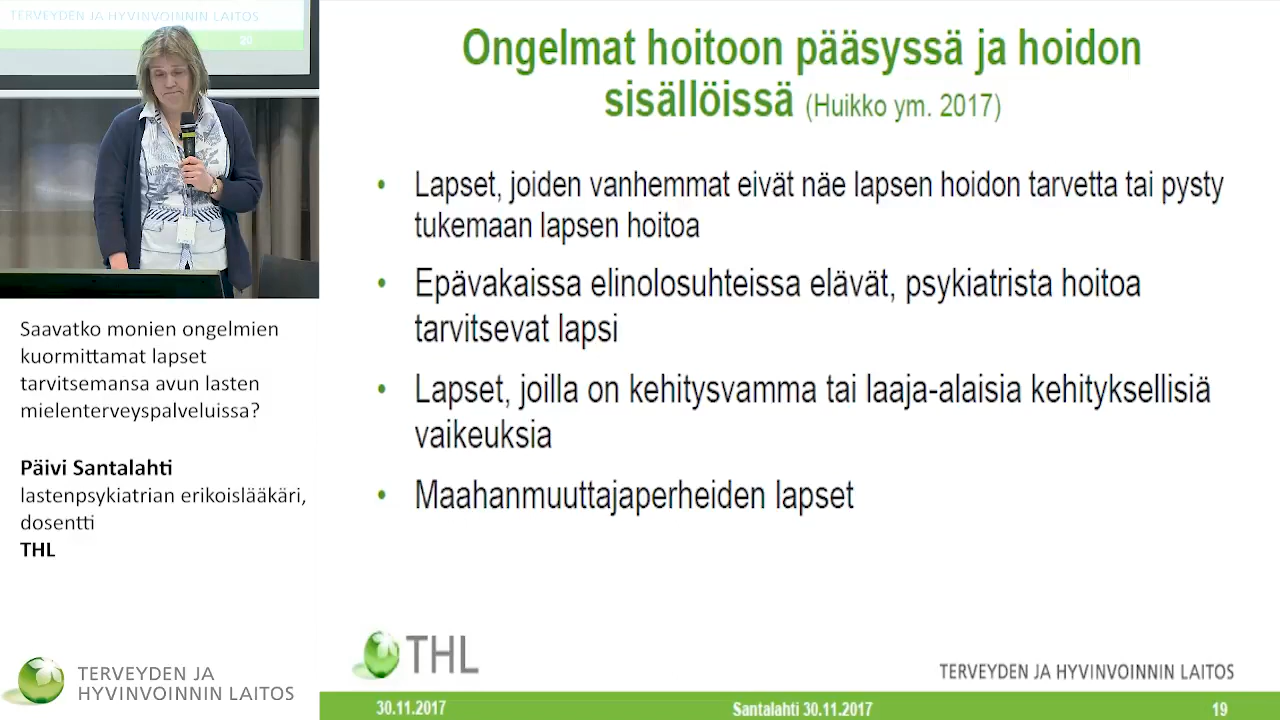 TERVEYDEN JA HYVINVOINNIN LAITOS
20
Saavatko monien ongelmien
kuormittamat lapset
tarvitsemansa avun lasten
mielenterveyspalveluissa?
Päivi Santalahti
lastenpsykiatrian erikoislääkäri,
dosentti
THL
TERVEYDEN JA
HYVINVOINNIN LAITOS
Ongelmat hoitoon pääsyssä ja hoidon
sisällöissä (Huikko ym. 2017)
• Lapset, joiden vanhemmat eivät näe lapsen hoidon tarvetta tai pysty
tukemaan lapsen hoitoa
• Epävakaissa elinolosuhteissa elävät, psykiatrista hoitoa
tarvitsevat lapsi
• Lapset, joilla on kehitysvamma tai laaja-alaisia kehityksellisiä
vaikeuksia
• Maahanmuuttajaperheiden lapset
THL
TERVEYDEN JA HYVINVOINNIN LAITOS
30.11.2017
Santalahti 30.11.2017
19